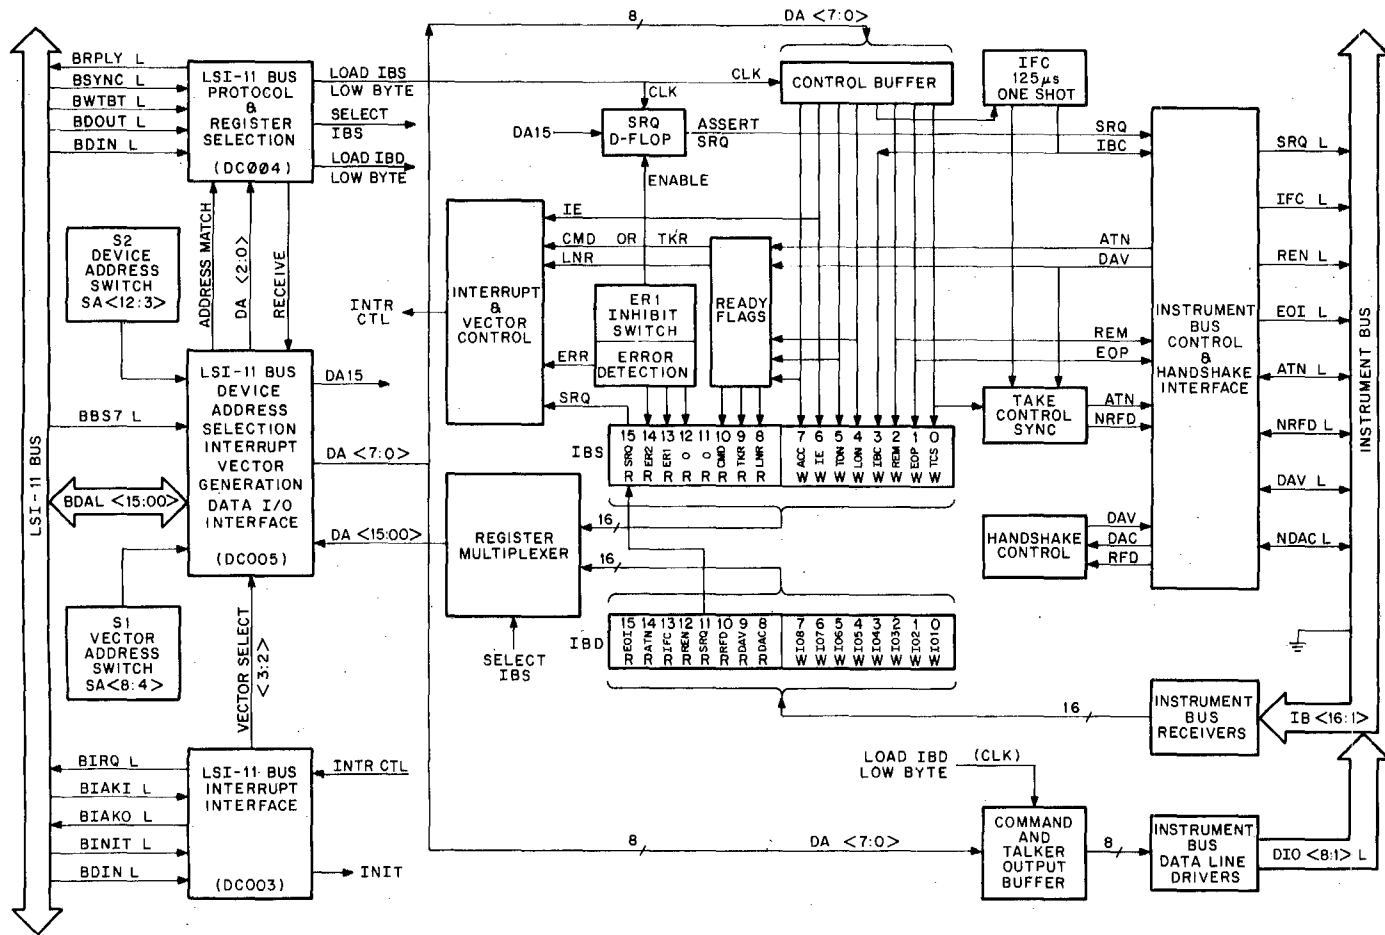 8 DA <7:0>
BRPLY L
BSYNC L
BWTBT L
BDOUT L
BDIN L
LSI-11 BUS
PROTOCOL
&
REGISTER
SELECTION
(DC004)
LOAD IBS
LOW BYTE
SELECT
IBS
LOAD IBD
LOW BYTE
CLK
CLK
DA15
SRQ
D-FLOP
ASSERT
SRQ
ENABLE
CONTROL BUFFER
IFC
125µs
ONE SHOT
SRQ
IBC
SRQ L
IFC L
REN L
EOI L
ATN L
NRFD L
DAV L
NDAC L
INSTRUMENT
BUS
CONTROL
&
HANDSHAKE
INTERFACE
INSTRUMENT BUS
S2
DEVICE
ADDRESS
SWITCH
SA<12:3>
ADDRESS MATCH
DA <2:0>
RECEIVE
INTR
CTL
INTERRUPT
&
VECTOR
CONTROL
IE
CMD OR TKR
LNR
ERR
SRQ
ER1
INHIBIT
SWITCH
ERROR
DETECTION
READY
FLAGS
ATN
DAV
REM
EOP
TAKE
CONTROL
SYNC
ATN
NRFD
LSI-11 BUS
BBS7 L
BDAL <15:00>
LSI-11 BUS
DEVICE
ADDRESS
SELECTION
INTERRUPT
VECTOR
GENERATION
DATA I/O
INTERFACE
(DC005)
DA15
DA <7:0>
DA <15:00>
IBS
15 14 13 12 11 10 9 8 7 6 5 4 3 2 1 0
SRQ ER2 ER1 0 0 CMD TKR LNR ACC IE TON LON IBC REM EOP TCS
R R R R R R R R W W W W W W W W
REGISTER
MULTIPLEXER
16
16
SELECT
IBS
HANDSHAKE
CONTROL
DAV
DAC
RFD
S1
VECTOR
ADDRESS
SWITCH
SA<8:4>
VECTOR SELECT
<3:2>
IBD
15 14 13 12 11 10 9 8 7 6 5 4 3 2 1 0
EOI ATN IFC REN SRQ RFD DAV DAC IO8 IO7 IO6 IO5 IO4 IO3 IO2 IO1
R R R R R R R R W W W W W W W W
16
INSTRUMENT
BUS
RECEIVERS
IB <16:1>
BIRQ L
BIAKI L
BIAKO L
BINIT L
BDIN L
LSI-11 BUS
INTERRUPT
INTERFACE
(DC003)
INTR CTL
INIT
LOAD IBD (CLK)
LOW BYTE
8 DA <7:0>
COMMAND
AND
TALKER
OUTPUT
BUFFER
8
INSTRUMENT
BUS
DATA LINE
DRIVERS
DIO <8:1> L